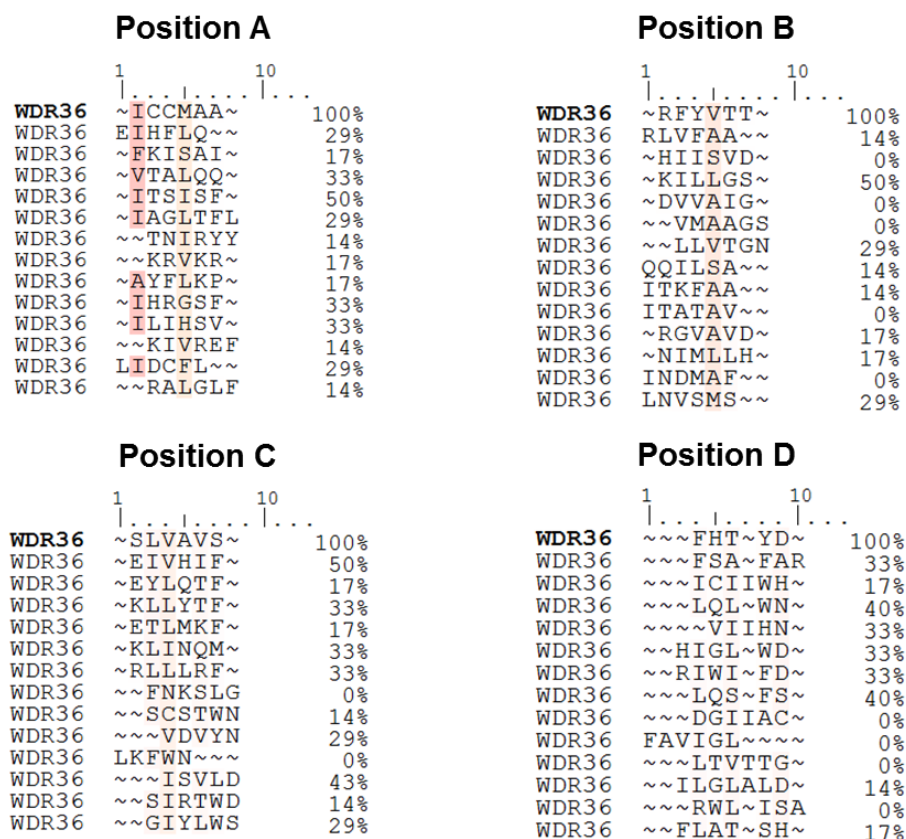 Position A
1 10
WDR36 ~ICCMAA~ 100%
WDR36 EIHFLQ~~ 29%
WDR36 ~FKISAI~ 17%
WDR36 ~VTALQQ~ 33%
WDR36 ~ITSISF~ 50%
WDR36 ~IAGLTFL 29%
WDR36 ~~TNIRYY 14%
WDR36 ~~KRVKR~ 17%
WDR36 ~AYFLKP~ 17%
WDR36 ~IHRGSF~ 33%
WDR36 ~ILIHSV~ 33%
WDR36 ~~KIVREF 14%
WDR36 LIDCFL~~ 29%
WDR36 ~~RALGLF 14%
Position B
1 10
WDR36 ~RFYVTT~ 100%
WDR36 RLVFAA~~ 14%
WDR36 ~HIISVD~ 0%
WDR36 ~KILLGS~ 50%
WDR36 ~DVVAIG~ 0%
WDR36 ~~VMAAGS 0%
WDR36 ~~LLVTGN 29%
WDR36 QQILSA~~ 14%
WDR36 ITKFAA~~ 14%
WDR36 ITATAV~~ 0%
WDR36 ~RGVAVD~ 17%
WDR36 ~NIMLLH~ 17%
WDR36 INDMAF~~ 0%
WDR36 LNVSMS~~ 29%
Position C
1 10
WDR36 ~SLVAVS~ 100%
WDR36 ~EIVHIF~ 50%
WDR36 ~EYLQTF~ 17%
WDR36 ~KLLYTF~ 33%
WDR36 ~ETLMKF~ 17%
WDR36 ~KLINQM~ 33%
WDR36 ~RLLLRF~ 33%
WDR36 ~~FNKSLG 0%
WDR36 ~~SCSTWN 14%
WDR36 ~~~VDVYN 29%
WDR36 LKFWN~~~ 0%
WDR36 ~~~ISVLD 43%
WDR36 ~~SIRTWD 14%
WDR36 ~~GIYLWS 29%
Position D
1 10
WDR36 ~~~FHT~YD~ 100%
WDR36 ~~~FSA~FAR 33%
WDR36 ~~~ICIIWH~ 17%
WDR36 ~~~LQL~WN~ 40%
WDR36 ~~~~VIIHN~ 33%
WDR36 ~~HIGL~WD~ 33%
WDR36 ~~RIWI~FD~ 33%
WDR36 ~~~LQS~FS~ 40%
WDR36 ~~~DGIIAC~ 0%
WDR36 FAVIGL~~~~ 0%
WDR36 ~~~LTVTTG~ 0%
WDR36 ~~ILGLALD~ 14%
WDR36 ~~~RWL~ISA 0%
WDR36 ~~FLAT~SH~ 17%